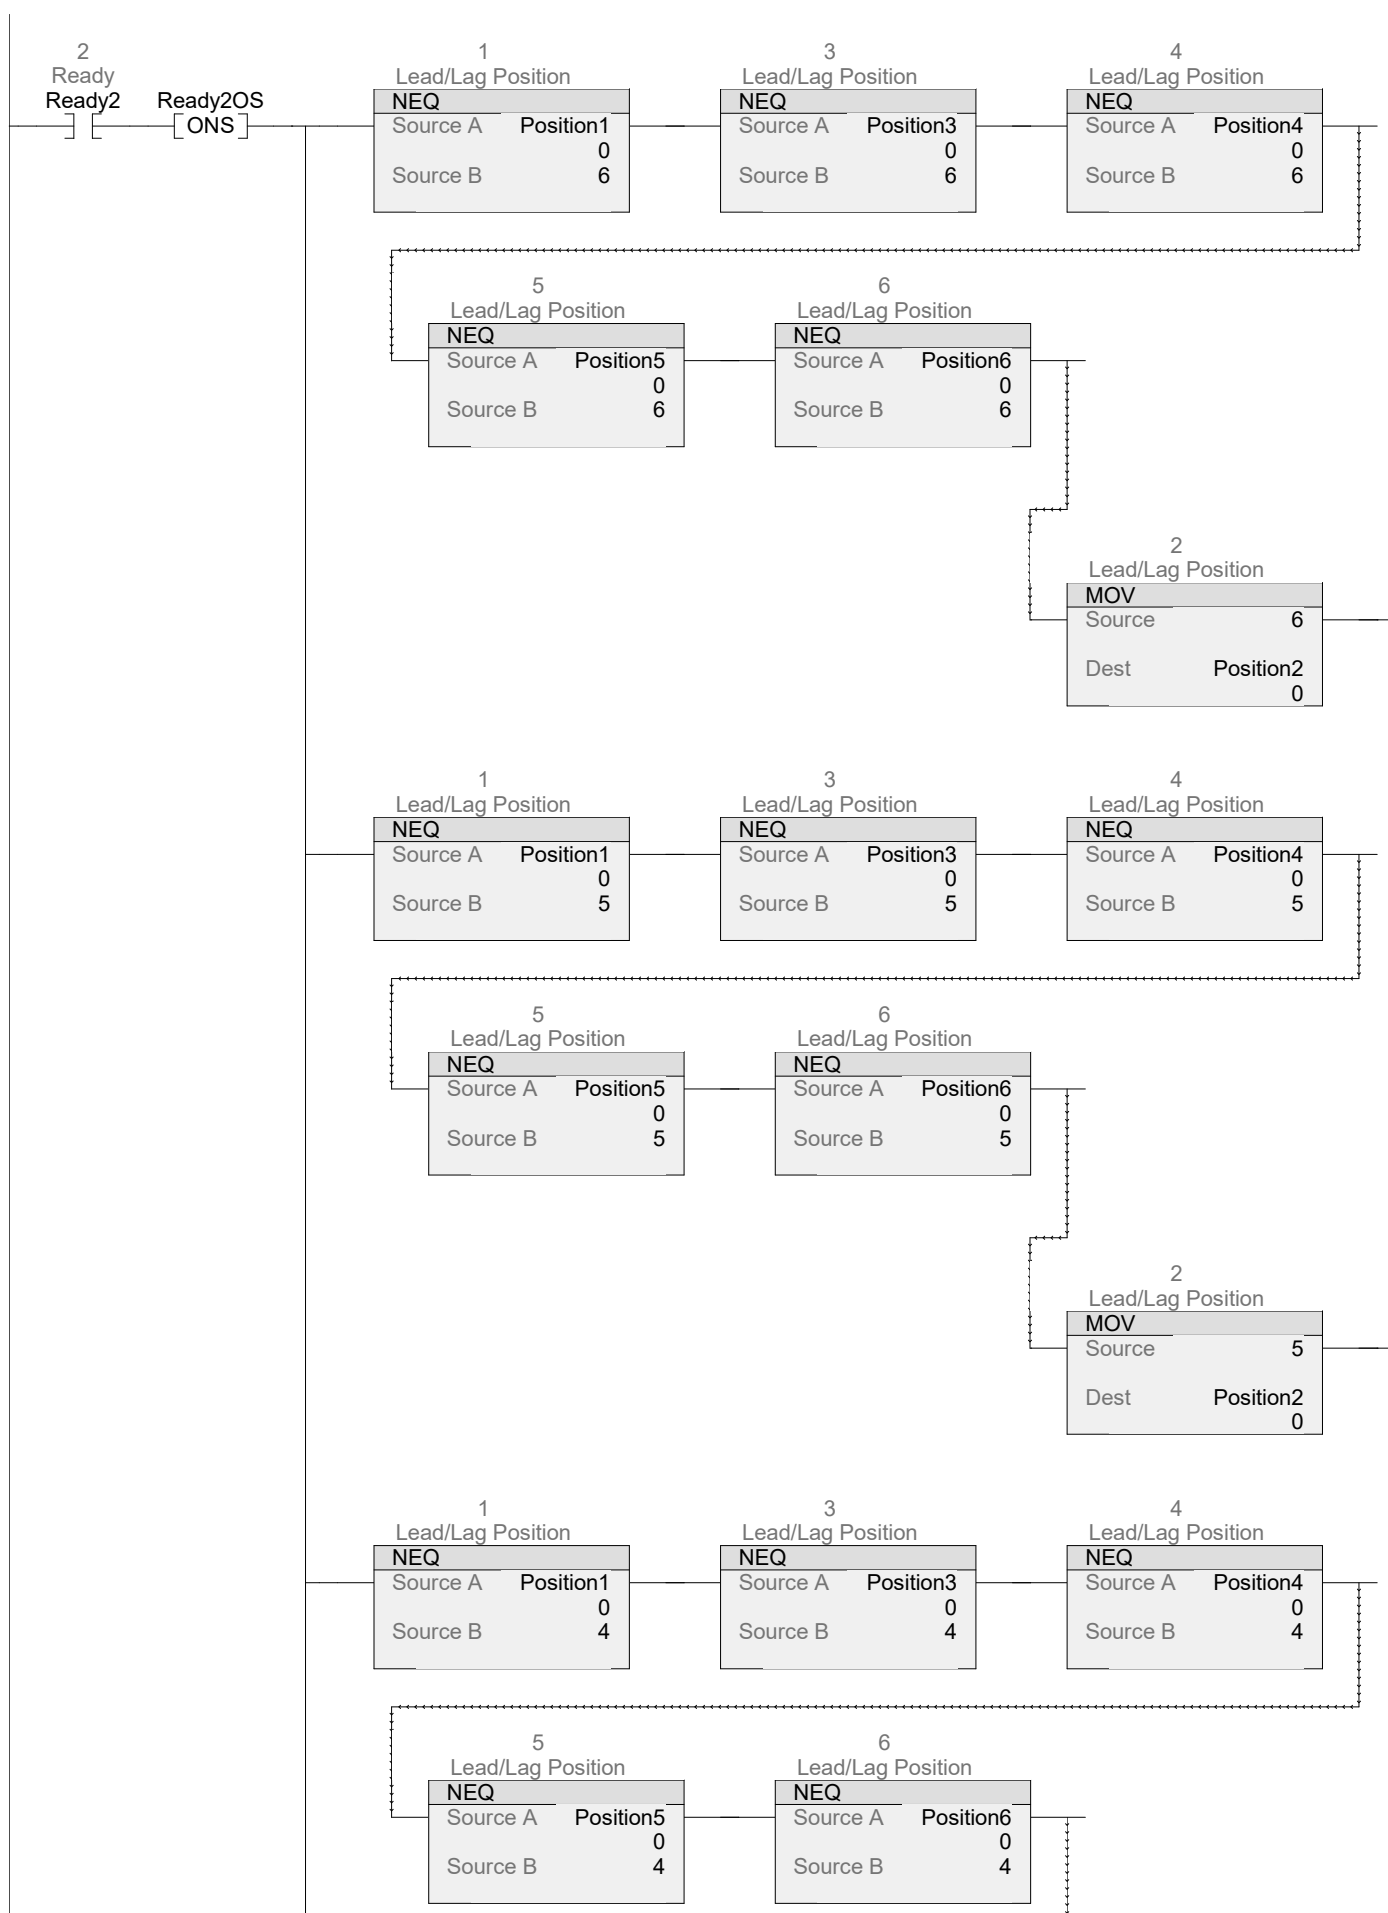 2
Ready
Ready2
Ready2OS
ONS
1
Lead/Lag Position
NEQ
Source A Position1
0
Source B 6
3
Lead/Lag Position
NEQ
Source A Position3
0
Source B 6
4
Lead/Lag Position
NEQ
Source A Position4
0
Source B 6
5
Lead/Lag Position
NEQ
Source A Position5
0
Source B 6
6
Lead/Lag Position
NEQ
Source A Position6
0
Source B 6
2
Lead/Lag Position
MOV
Source 6
Dest Position2
0
1
Lead/Lag Position
NEQ
Source A Position1
0
Source B 5
3
Lead/Lag Position
NEQ
Source A Position3
0
Source B 5
4
Lead/Lag Position
NEQ
Source A Position4
0
Source B 5
5
Lead/Lag Position
NEQ
Source A Position5
0
Source B 5
6
Lead/Lag Position
NEQ
Source A Position6
0
Source B 5
2
Lead/Lag Position
MOV
Source 5
Dest Position2
0
1
Lead/Lag Position
NEQ
Source A Position1
0
Source B 4
3
Lead/Lag Position
NEQ
Source A Position3
0
Source B 4
4
Lead/Lag Position
NEQ
Source A Position4
0
Source B 4
5
Lead/Lag Position
NEQ
Source A Position5
0
Source B 4
6
Lead/Lag Position
NEQ
Source A Position6
0
Source B 4